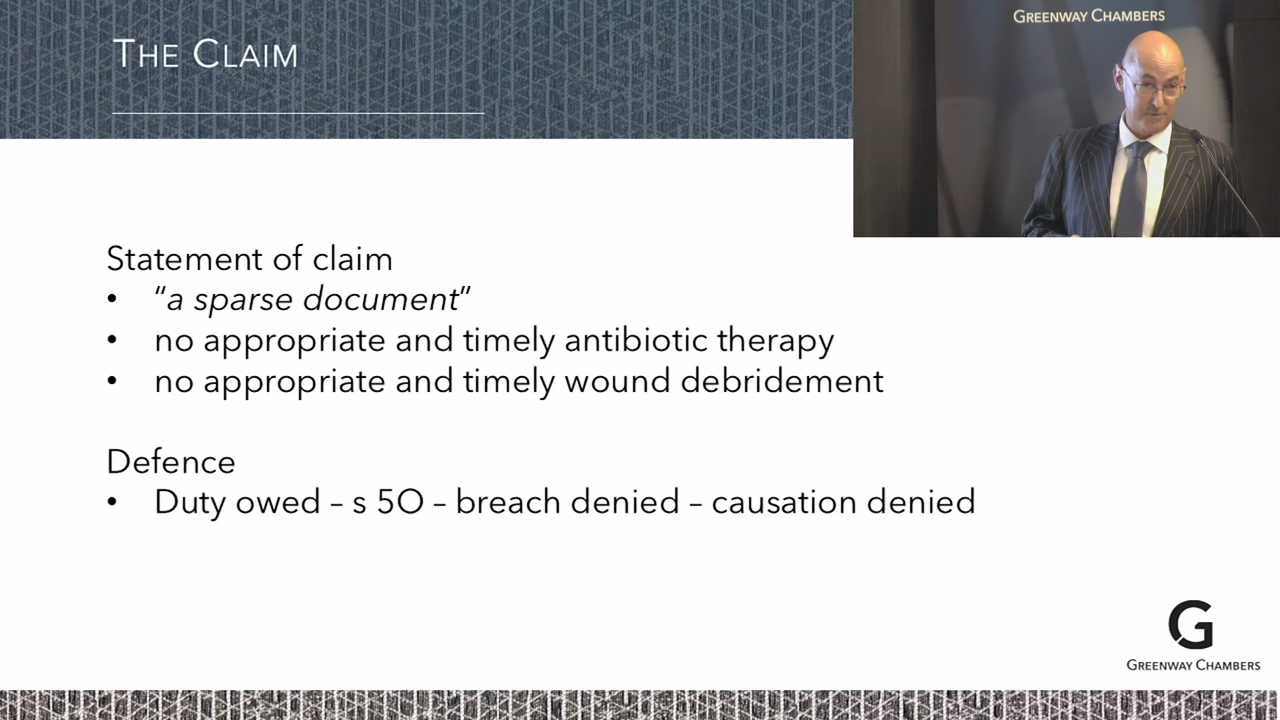 THE CLAIM
GREENWAY CHAMBERS
Statement of claim
• “a sparse document”
• no appropriate and timely antibiotic therapy
• no appropriate and timely wound debridement
Defence
• Duty owed – s 5O – breach denied – causation denied
G
GREENWAY CHAMBERS